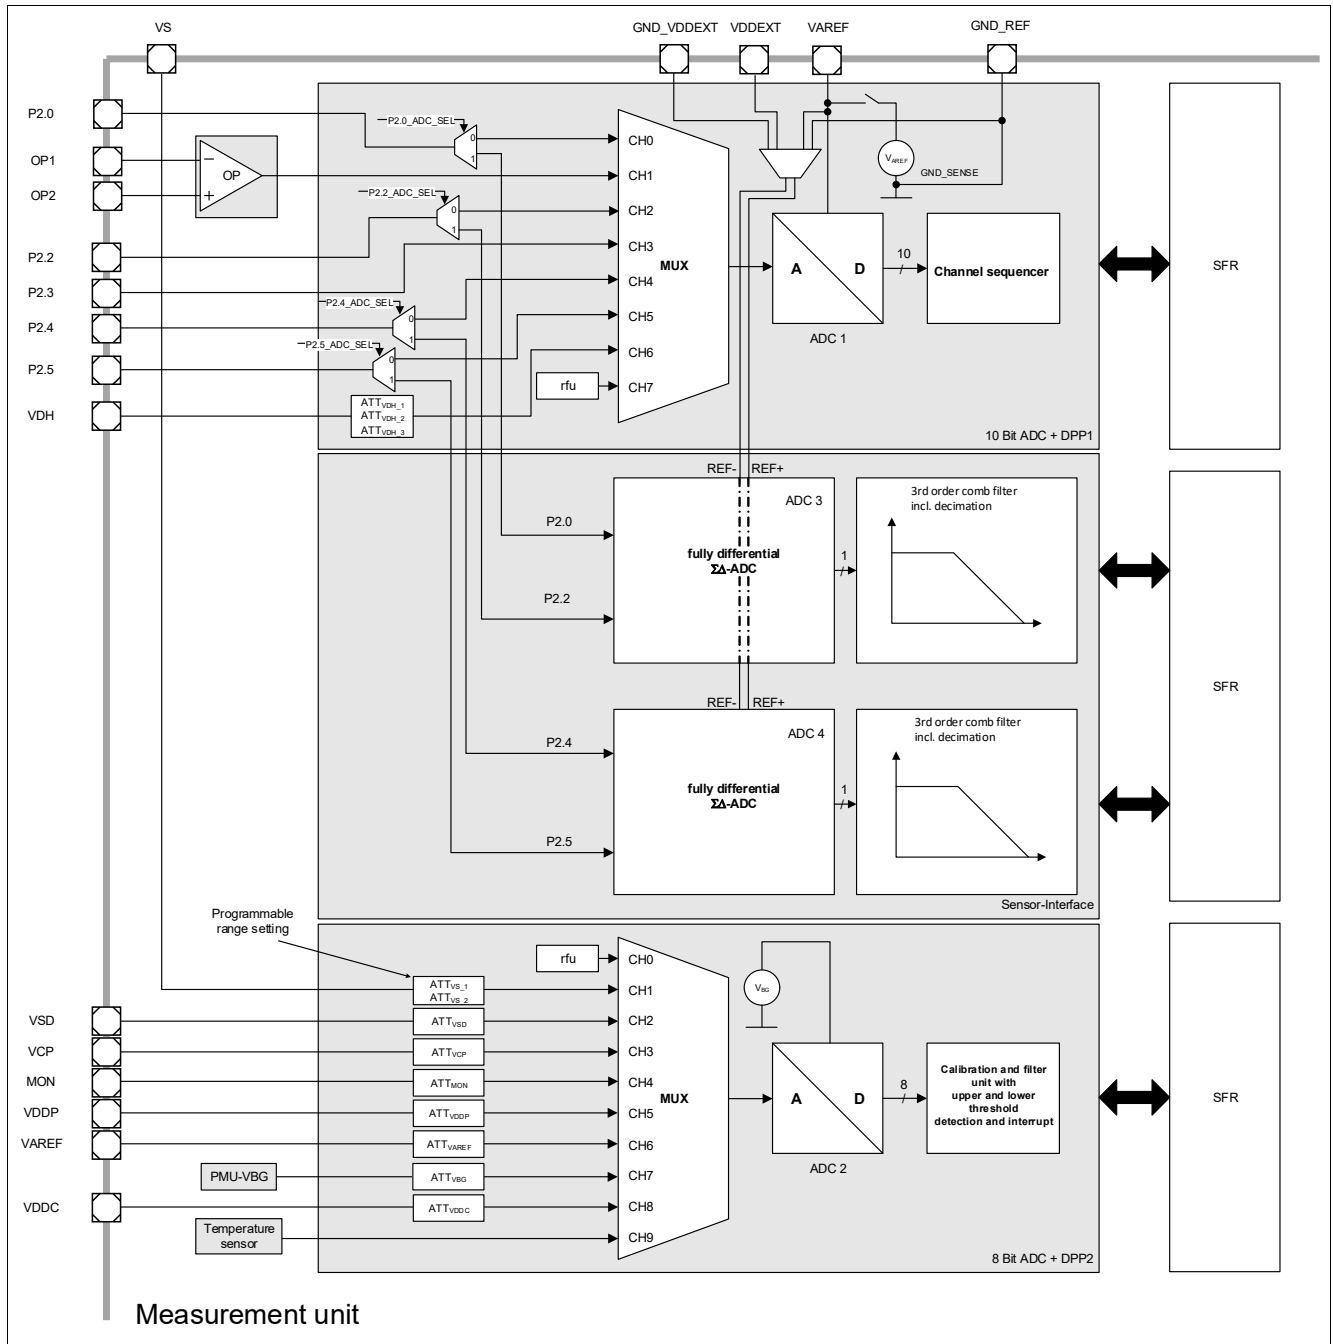 VS
GND_VDDEXT
VDDEXT
VAREF
GND_REF
P2.0
OP1
OP2
P2.2
P2.3
P2.4
P2.5
VDH
OP
−
+
P2.0_ADC_SEL
0
1
P2.2_ADC_SEL
0
1
P2.4_ADC_SEL
0
1
P2.5_ADC_SEL
0
1
ATTVDH_1
ATTVDH_2
ATTVDH_3
rfu
CH0
CH1
CH2
CH3
CH4
CH5
CH6
CH7
MUX
VAREF
GND_SENSE
A
D
ADC 1
10
Channel sequencer
10 Bit ADC + DPP1
SFR
REF-
REF+
P2.0
P2.2
ADC 3
fully differential
ΣΔ-ADC
1
3rd order comb filter
incl. decimation
REF-
REF+
P2.4
P2.5
ADC 4
fully differential
ΣΔ-ADC
1
3rd order comb filter
incl. decimation
Sensor-Interface
SFR
Programmable
range setting
VSD
VCP
MON
VDDP
VAREF
VDDC
PMU-VBG
Temperature
sensor
rfu
ATTVS_1
ATTVS_2
ATTVSD
ATTVCP
ATTMON
ATTVDDP
ATTVAREF
ATTVBG
ATTVDDC
CH0
CH1
CH2
CH3
CH4
CH5
CH6
CH7
CH8
CH9
MUX
VBG
A
D
ADC 2
8
Calibration and filter
unit with
upper and lower
threshold
detection and interrupt
8 Bit ADC + DPP2
SFR
Measurement unit